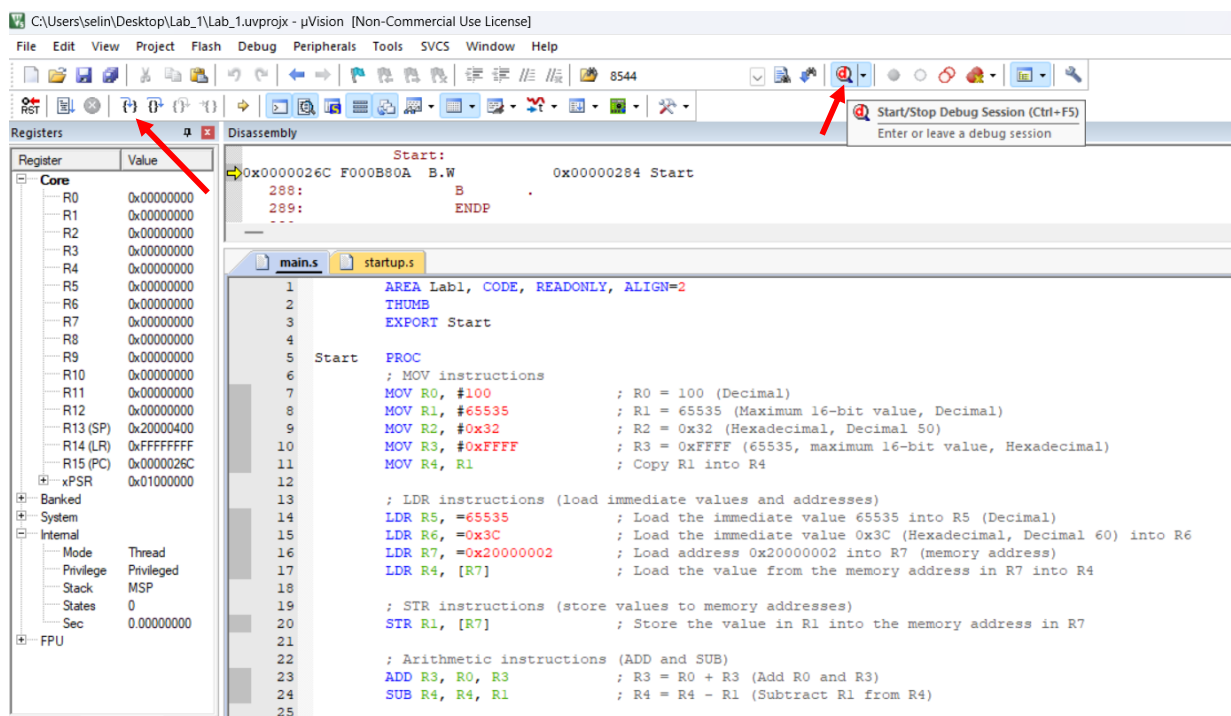 C:\Users\selin\Desktop\Lab_1\Lab_1.uvprojx - µVision [Non-Commercial Use License]
File Edit View Project Flash Debug Peripherals Tools SVCS Window Help
8544
RST
Start/Stop Debug Session (Ctrl+F5)
Enter or leave a debug session
Registers
Register Value
Core
R0 0x00000000
R1 0x00000000
R2 0x00000000
R3 0x00000000
R4 0x00000000
R5 0x00000000
R6 0x00000000
R7 0x00000000
R8 0x00000000
R9 0x00000000
R10 0x00000000
R11 0x00000000
R12 0x00000000
R13 (SP) 0x20000400
R14 (LR) 0xFFFFFFFF
R15 (PC) 0x0000026C
xPSR 0x01000000
Banked
System
Internal
Mode Thread
Privilege Privileged
Stack MSP
States 0
Sec 0.00000000
FPU
Disassembly
Start:
0x0000026C F000B80A B.W 0x00000284 Start
288: B .
289: ENDP
main.s startup.s
1 AREA Lab1, CODE, READONLY, ALIGN=2
2 THUMB
3 EXPORT Start
4
5 Start PROC
6 ; MOV instructions
7 MOV R0, #100 ; R0 = 100 (Decimal)
8 MOV R1, #65535 ; R1 = 65535 (Maximum 16-bit value, Decimal)
9 MOV R2, #0x32 ; R2 = 0x32 (Hexadecimal, Decimal 50)
10 MOV R3, #0xFFFF ; R3 = 0xFFFF (65535, maximum 16-bit value, Hexadecimal)
11 MOV R4, R1 ; Copy R1 into R4
12
13 ; LDR instructions (load immediate values and addresses)
14 LDR R5, =65535 ; Load the immediate value 65535 into R5 (Decimal)
15 LDR R6, =0x3C ; Load the immediate value 0x3C (Hexadecimal, Decimal 60) into R6
16 LDR R7, =0x20000002 ; Load address 0x20000002 into R7 (memory address)
17 LDR R4, [R7] ; Load the value from the memory address in R7 into R4
18
19 ; STR instructions (store values to memory addresses)
20 STR R1, [R7] ; Store the value in R1 into the memory address in R7
21
22 ; Arithmetic instructions (ADD and SUB)
23 ADD R3, R0, R3 ; R3 = R0 + R3 (Add R0 and R3)
24 SUB R4, R4, R1 ; R4 = R4 - R1 (Subtract R1 from R4)
25